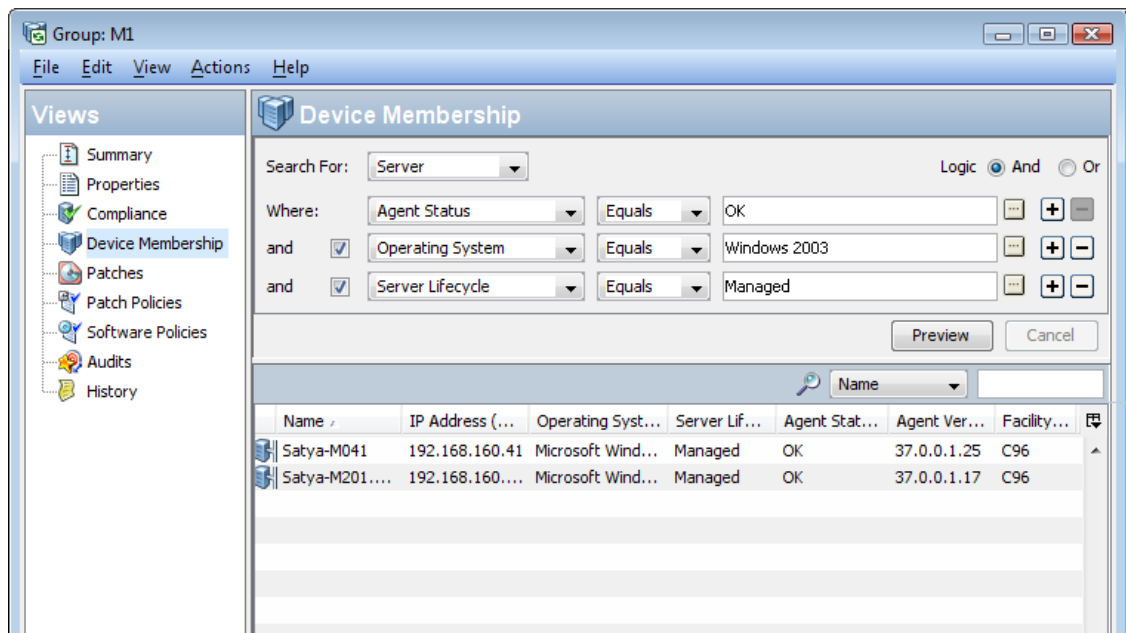 Group: M1
File Edit View Actions Help
Views
Summary
Properties
Compliance
Device Membership
Patches
Patch Policies
Software Policies
Audits
History
Device Membership
Search For: Server Logic And Or
Where: Agent Status Equals OK
and Operating System Equals Windows 2003
and Server Lifecycle Equals Managed
Preview Cancel
Name
Name IP Address (... Operating Syst... Server Lif... Agent Stat... Agent Ver... Facility...
Satya-M041 192.168.160.41 Microsoft Wind... Managed OK 37.0.0.1.25 C96
Satya-M201.... 192.168.160.... Microsoft Wind... Managed OK 37.0.0.1.17 C96